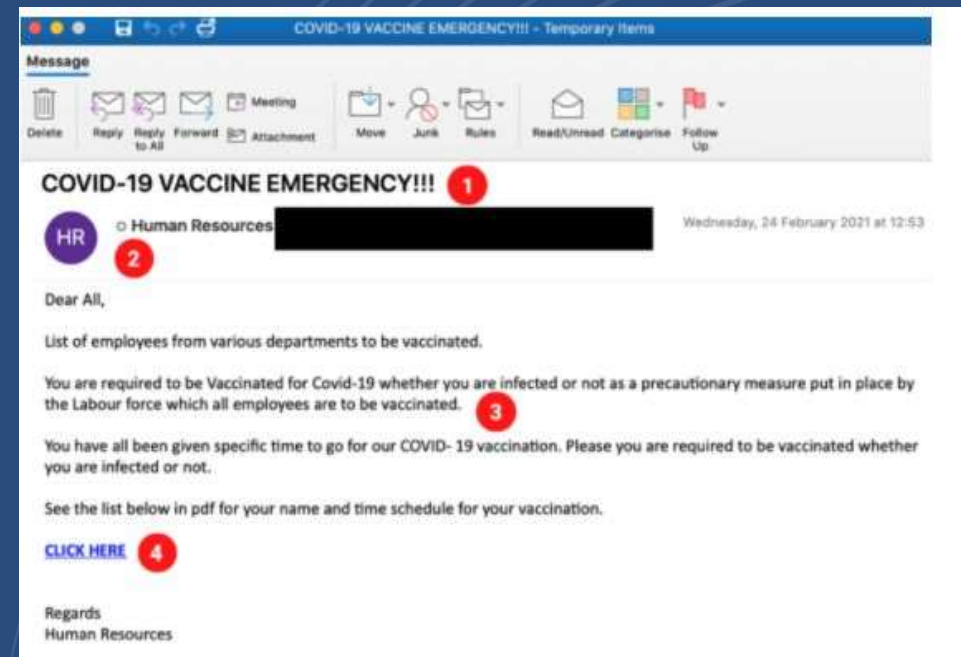 COVID-19 VACCINE EMERGENCY!!! - Temporary Items
Message
Delete
Reply
Reply to All
Forward
Meeting
Attachment
Move
Junk
Rules
Read/Unread
Categorise
Follow Up
COVID-19 VACCINE EMERGENCY!!! 1
HR
Human Resources
Wednesday, 24 February 2021 at 12:53
2
Dear All,
List of employees from various departments to be vaccinated.
You are required to be Vaccinated for Covid-19 whether you are infected or not as a precautionary measure put in place by
the Labour force which all employees are to be vaccinated. 3
You have all been given specific time to go for our COVID- 19 vaccination. Please you are required to be vaccinated whether
you are infected or not.
See the list below in pdf for your name and time schedule for your vaccination.
CLICK HERE 4
Regards
Human Resources